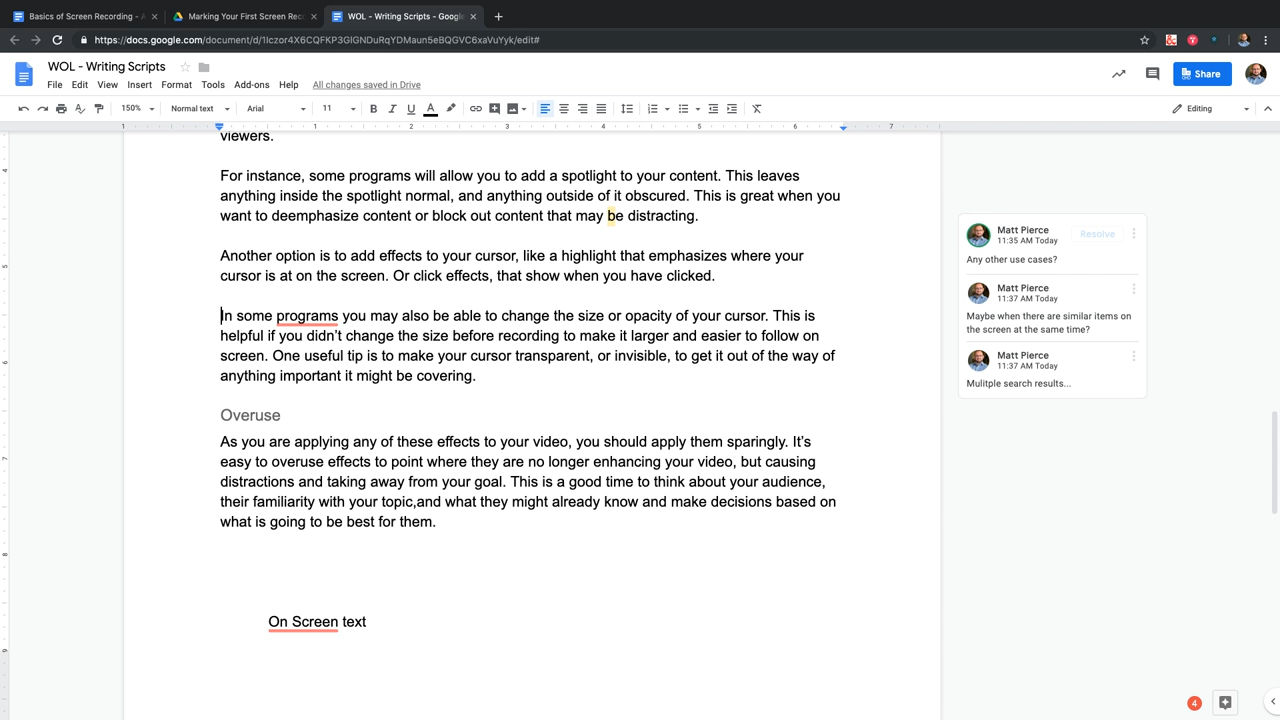 Basics of Screen Recording - A
Marking Your First Screen Rec
WOL - Writing Scripts - Google
https://docs.google.com/document/d/1Iczor4X6CQFKP3GlGNDuRqYDMaun5eBQGVC6xaVuYyk/edit#
WOL - Writing Scripts
File Edit View Insert Format Tools Add-ons Help All changes saved in Drive
Share
150% Normal text Arial 11 B I U A Editing
1 1 2 3 4 5 6 7
viewers.
For instance, some programs will allow you to add a spotlight to your content. This leaves
anything inside the spotlight normal, and anything outside of it obscured. This is great when you
want to deemphasize content or block out content that may be distracting.
Another option is to add effects to your cursor, like a highlight that emphasizes where your
cursor is at on the screen. Or click effects, that show when you have clicked.
In some programs you may also be able to change the size or opacity of your cursor. This is
helpful if you didn’t change the size before recording to make it larger and easier to follow on
screen. One useful tip is to make your cursor transparent, or invisible, to get it out of the way of
anything important it might be covering.
Overuse
As you are applying any of these effects to your video, you should apply them sparingly. It’s
easy to overuse effects to point where they are no longer enhancing your video, but causing
distractions and taking away from your goal. This is a good time to think about your audience,
their familiarity with your topic,and what they might already know and make decisions based on
what is going to be best for them.
On Screen text
Matt Pierce
11:35 AM Today
Resolve
Any other use cases?
Matt Pierce
11:37 AM Today
Maybe when there are similar items on
the screen at the same time?
Matt Pierce
11:37 AM Today
Mulitple search results...
4